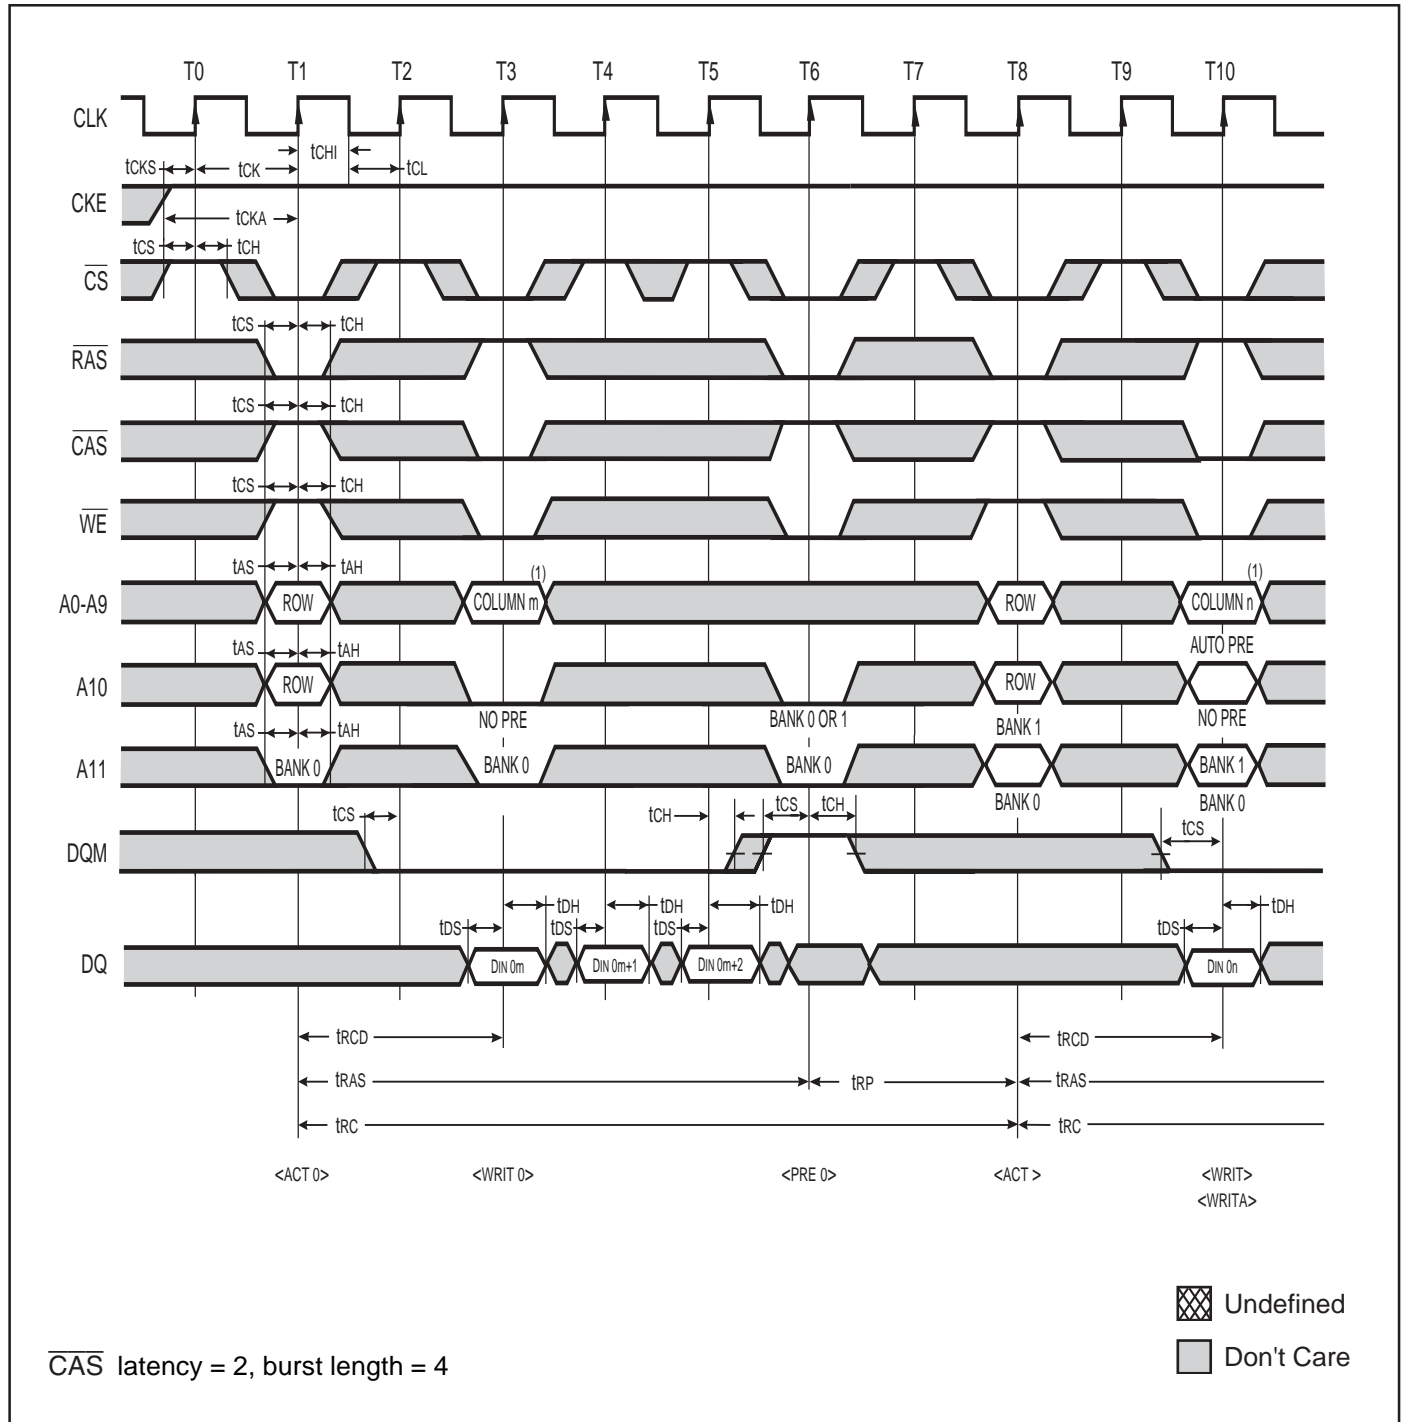 T0 T1 T2 T3 T4 T5 T6 T7 T8 T9 T10
CLK
tCHI
tCKS tCK tCL
CKE
tCKA
tCS tCH
CS
tCS tCH
RAS
tCS tCH
CAS
tCS tCH
WE
tAS tAH
(1) (1)
A0-A9 ROW COLUMN m ROW COLUMN n
tAS tAH AUTO PRE
A10 ROW ROW
NO PRE BANK 0 OR 1 BANK 1 NO PRE
tAS tAH
A11 BANK 0 BANK 0 BANK 0 BANK 1
BANK 0 BANK 0
tCS tCH tCS tCH tCS
DQM
tDH tDH tDH tDH
tDS tDS tDS tDS
DQ DIN 0m DIN 0m+1 DIN 0m+2 DIN 0n
tRCD tRCD
tRAS tRP tRAS
tRC tRC
<ACT 0> <WRIT 0> <PRE 0> <ACT > <WRIT>
<WRITA>
Undefined
Don't Care
CAS latency = 2, burst length = 4